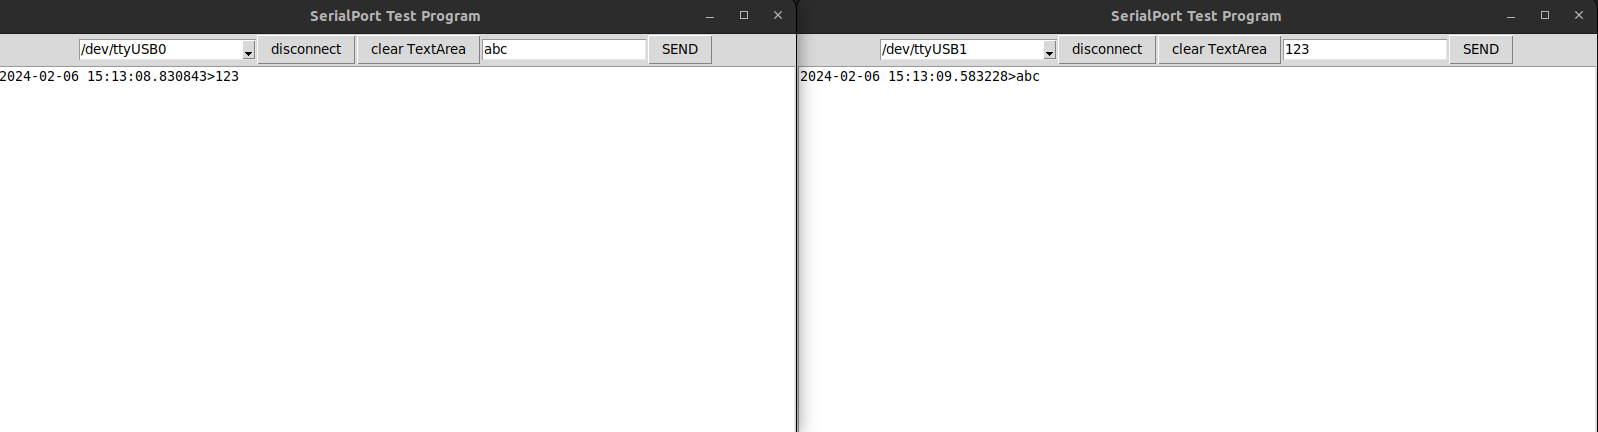 SerialPort Test Program
/dev/ttyUSB0 disconnect clear TextArea abc SEND
2024-02-06 15:13:08.830843>123
SerialPort Test Program
/dev/ttyUSB1 disconnect clear TextArea 123 SEND
2024-02-06 15:13:09.583228>abc